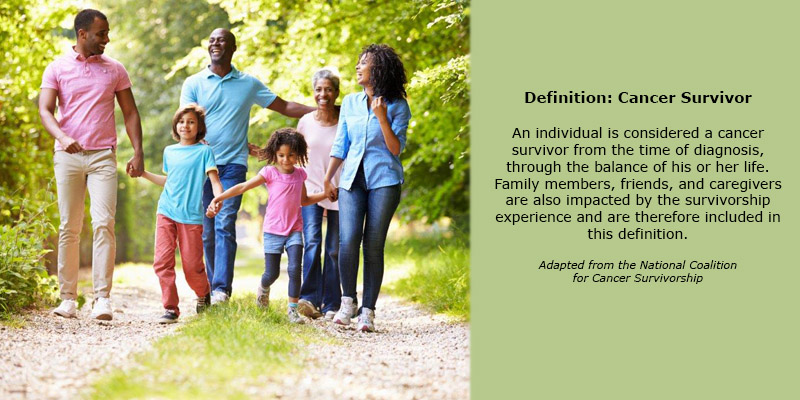 Definition: Cancer Survivor
An individual is considered a cancer
survivor from the time of diagnosis,
through the balance of his or her life.
Family members, friends, and caregivers
are also impacted by the survivorship
experience and are therefore included in
this definition.
Adapted from the National Coalition
for Cancer Survivorship